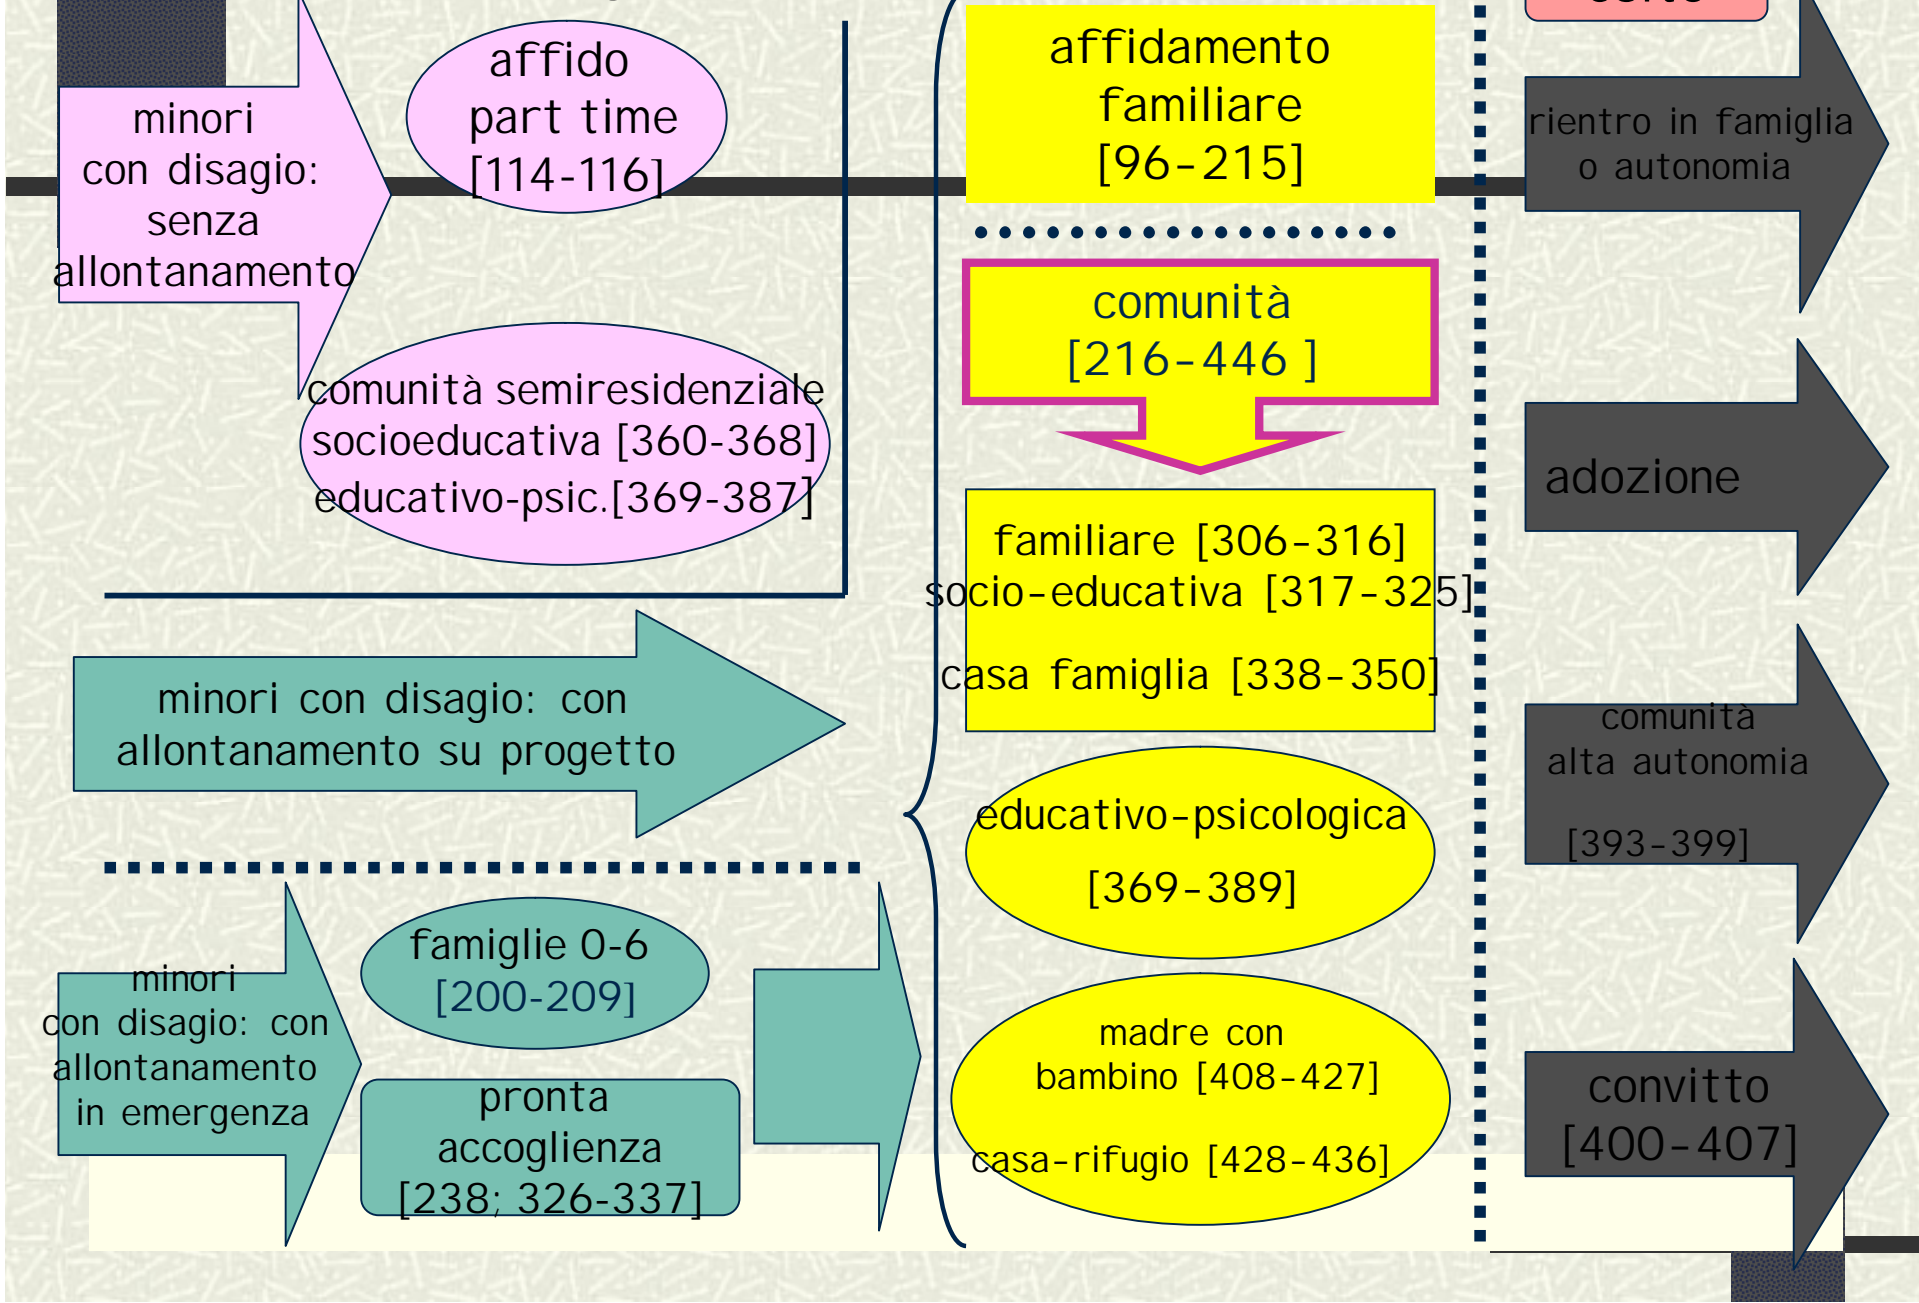 affido
part time
[114-116]
minori
con disagio:
senza
allontanamento
comunità semiresidenziale
socioeducativa [360-368]
educativo-psic.[369-387]
minori con disagio: con
allontanamento su progetto
minori
con disagio: con
allontanamento
in emergenza
famiglie 0-6
[200-209]
pronta
accoglienza
[238; 326-337]
affidamento
familiare
[96-215]
comunità
[216-446 ]
familiare [306-316]
socio-educativa [317-325]
casa famiglia [338-350]
educativo-psicologica
[369-389]
madre con
bambino [408-427]
casa-rifugio [428-436]
rientro in famiglia
o autonomia
adozione
comunità
alta autonomia
[393-399]
convitto
[400-407]